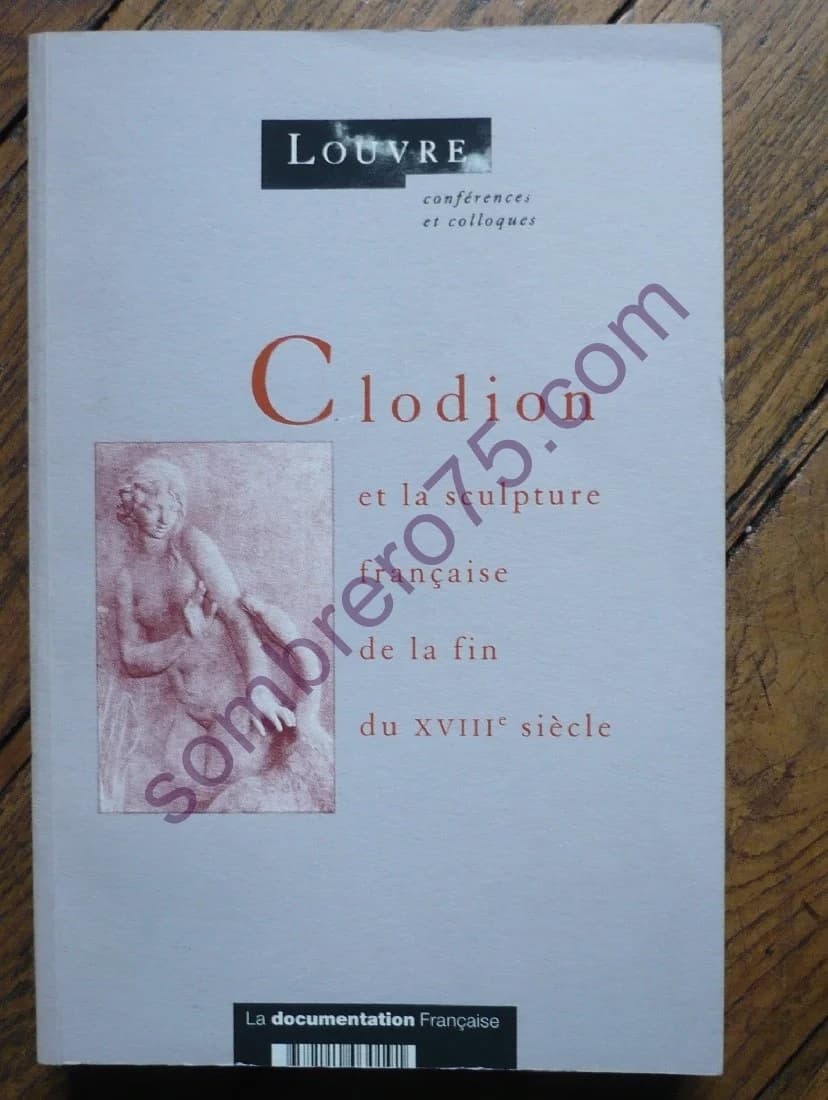 LOUVRE
conférences
et colloques
Clodion
et la sculpture
française
de la fin
du XVIIIe siècle
La documentation Française
sombrero75.com